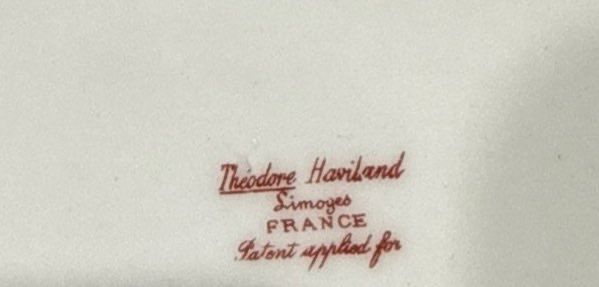 Théodore Haviland
Limoges
FRANCE
Patent applied for